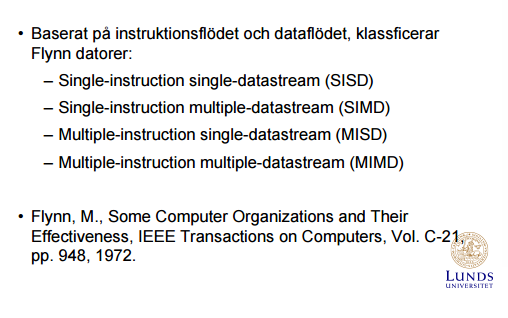 • Baserat på instruktionsflödet och dataflödet, klassficerar
Flynn datorer:
– Single-instruction single-datastream (SISD)
– Single-instruction multiple-datastream (SIMD)
– Multiple-instruction single-datastream (MISD)
– Multiple-instruction multiple-datastream (MIMD)
• Flynn, M., Some Computer Organizations and Their
Effectiveness, IEEE Transactions on Computers, Vol. C-21,
pp. 948, 1972.
LUNDS
UNIVERSITET